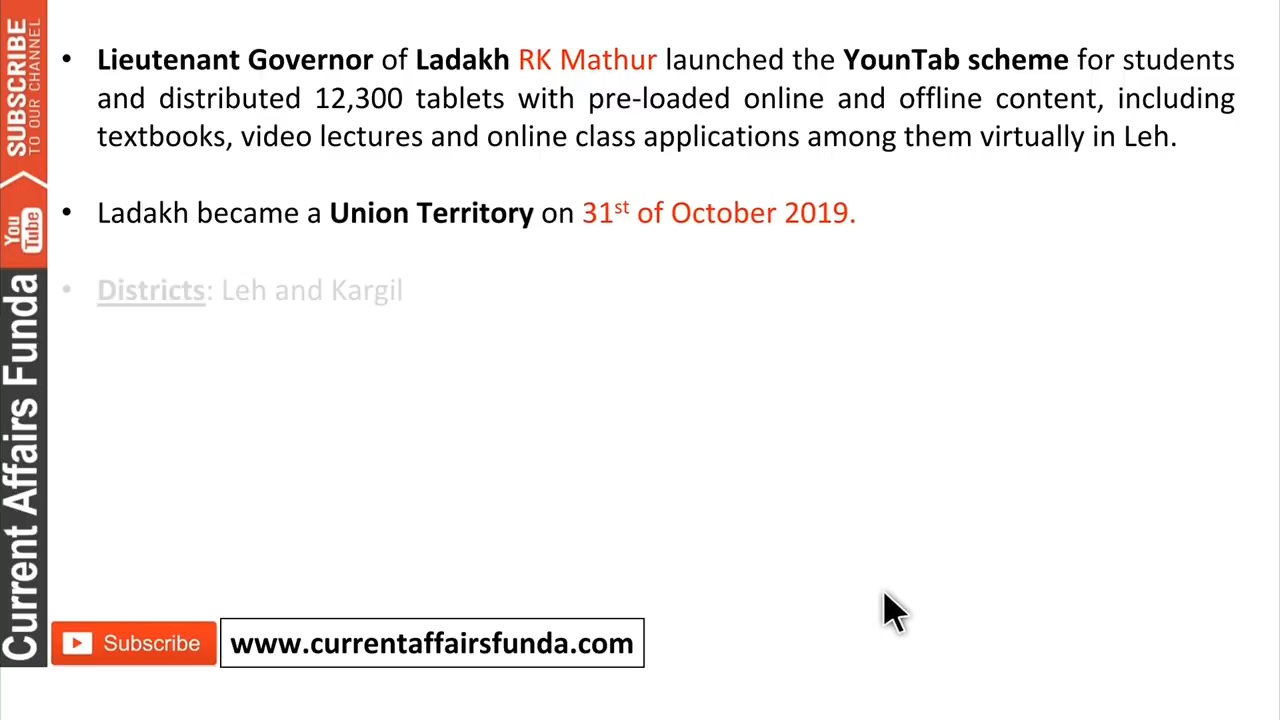 • Lieutenant Governor of Ladakh RK Mathur launched the YounTab scheme for students
and distributed 12,300 tablets with pre-loaded online and offline content, including
textbooks, video lectures and online class applications among them virtually in Leh.
• Ladakh became a Union Territory on 31st of October 2019.
• Districts: Leh and Kargil
SUBSCRIBE
TO OUR CHANNEL
You
Tube
Current Affairs Funda
Subscribe
www.currentaffairsfunda.com